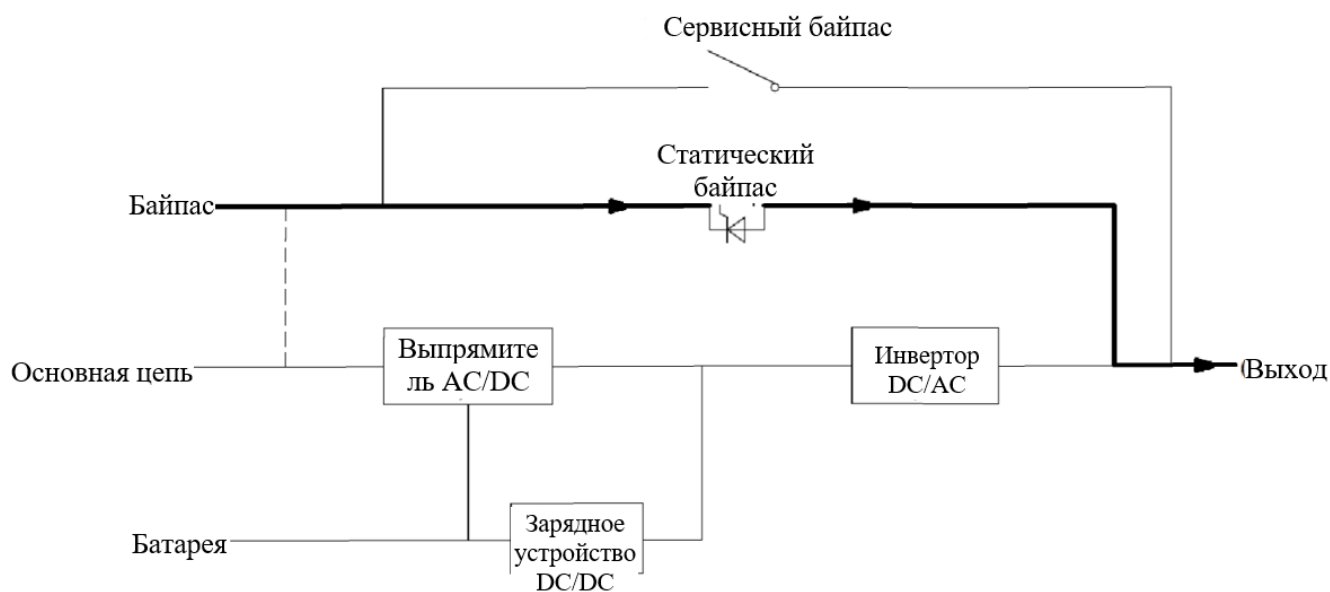 Сервисный байпас
Статический
байпас
Байпас
Выпрямите
ль AC/DC
Инвертор
DC/AC
Основная цепь
(Выход
Зарядное
устройство
DC/DC
Батарея